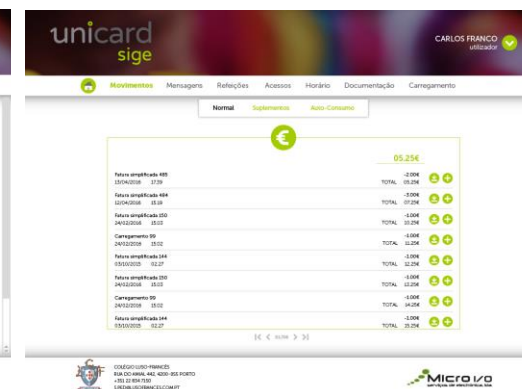 unicard
sige
CARLOS FRANCO
utilizador
Movimentos Mensagens Refeições Acessos Horário Documentação Carregamento
Normal Suplementos Auto-Consumo
€
05.25€
Fatura simplificada 485 -2.00€
13/04/2016 17:39 TOTAL 05.25€
Fatura simplificada 484 -3.00€
12/04/2016 15:18 TOTAL 07.25€
Fatura simplificada 150 -1.00€
24/02/2016 15:03 TOTAL 10.25€
Carregamento 99 -1.00€
24/02/2016 15:02 TOTAL 11.25€
Fatura simplificada 144 -1.00€
03/10/2015 02:27 TOTAL 12.25€
Fatura simplificada 150 -1.00€
24/02/2016 15:03 TOTAL 13.25€
Carregamento 99 -1.00€
24/02/2016 15:02 TOTAL 14.25€
Fatura simplificada 144 -1.00€
03/10/2015 02:27 TOTAL 15.25€
COLÉGIO LUSO-FRANCÊS
RUA DO AMIAL 442, 4200-055 PORTO
Micro I/O
serviços de electrónica, lda